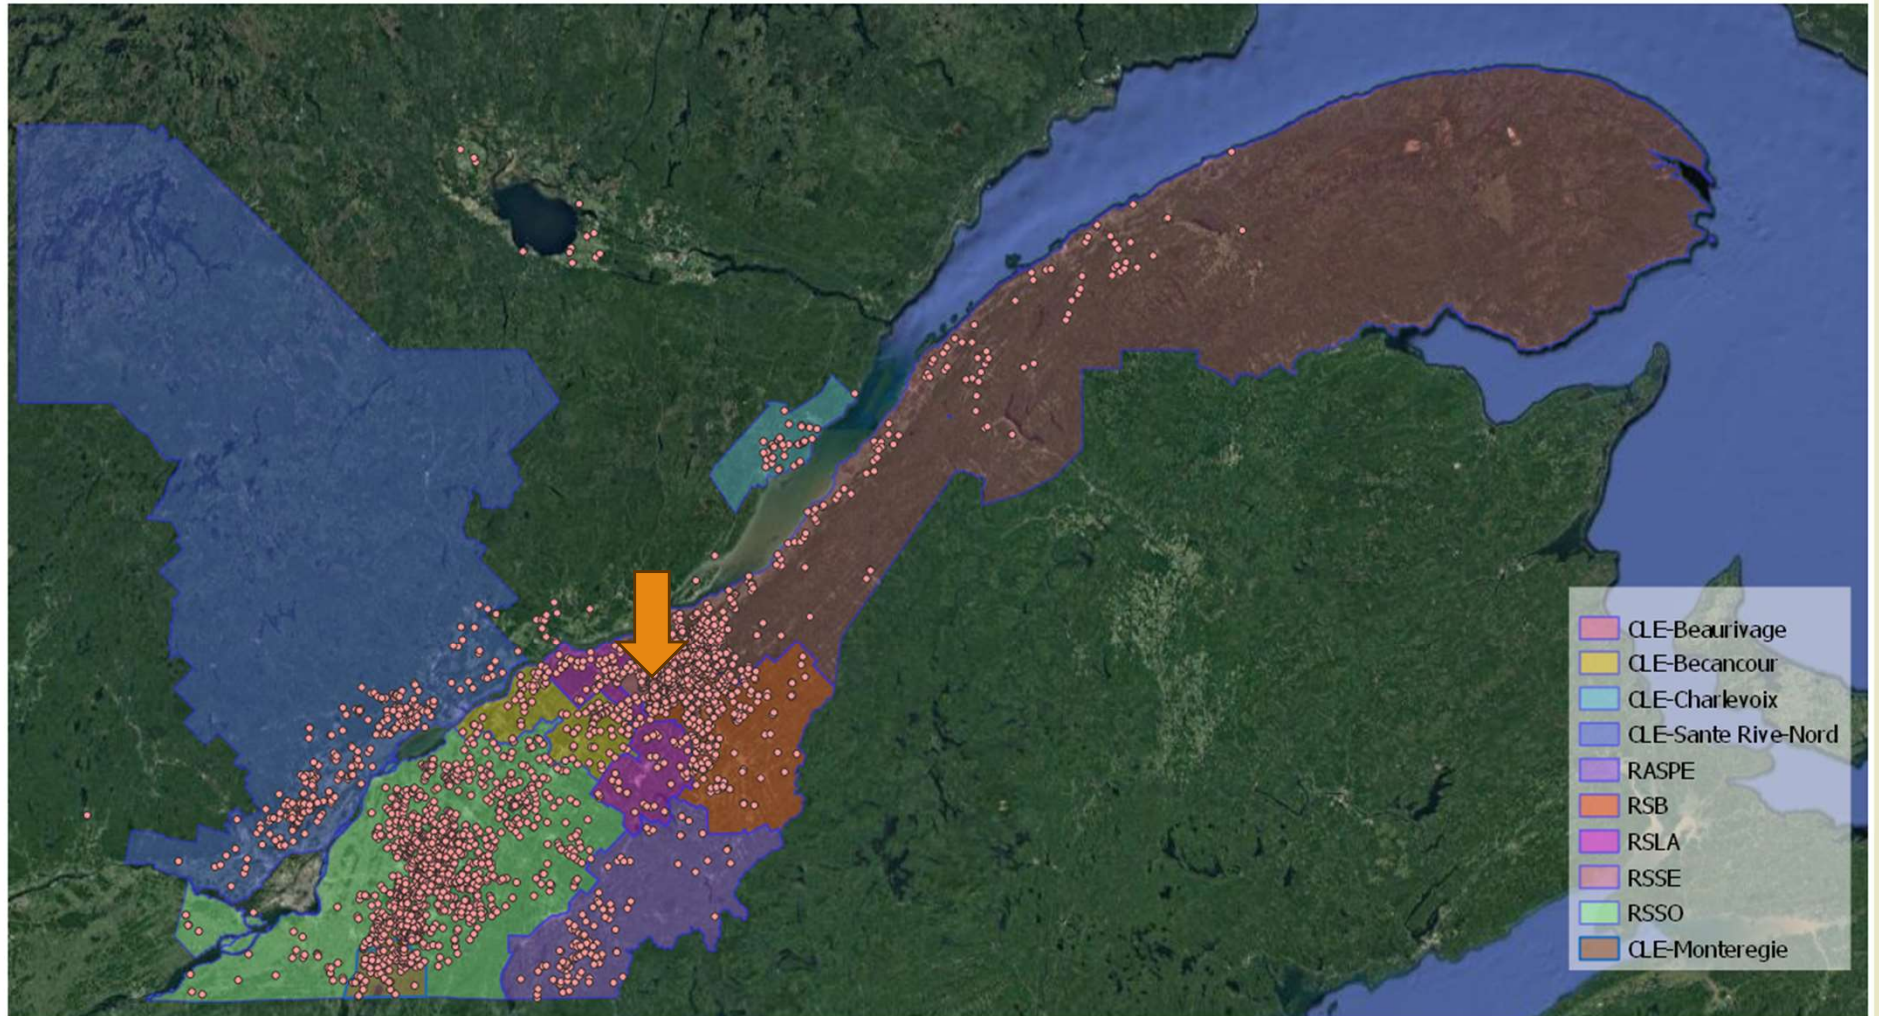 CLE-Beaurivage
CLE-Becancour
CLE-Charlevoix
CLE-Sante Rive-Nord
RASPE
RSB
RSLA
RSSE
RSSO
CLE-Monteregie